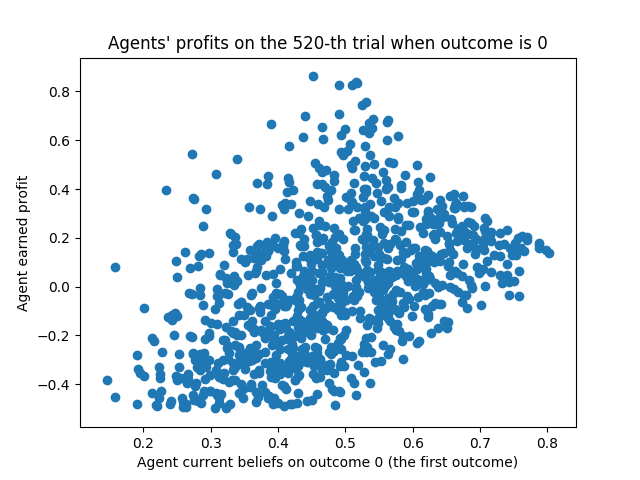 Agents' profits on the 520-th trial when outcome is 0
Agent earned profit
0.8
0.6
0.4
0.2
0.0
−0.2
−0.4
0.2 0.3 0.4 0.5 0.6 0.7 0.8
Agent current beliefs on outcome 0 (the first outcome)